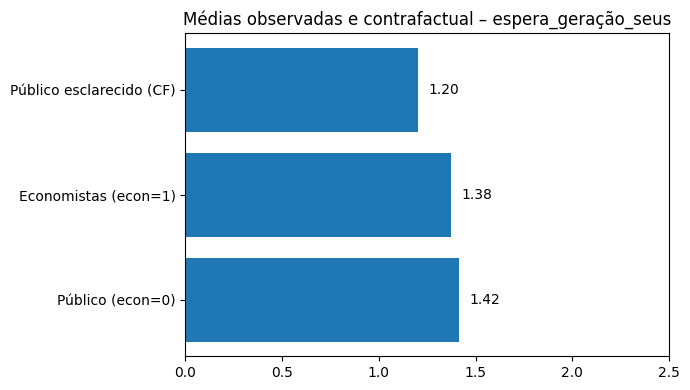 Médias observadas e contrafactual – espera_geração_seus
Público esclarecido (CF)
1.20
Economistas (econ=1)
1.38
Público (econ=0)
1.42
0.0 0.5 1.0 1.5 2.0 2.5